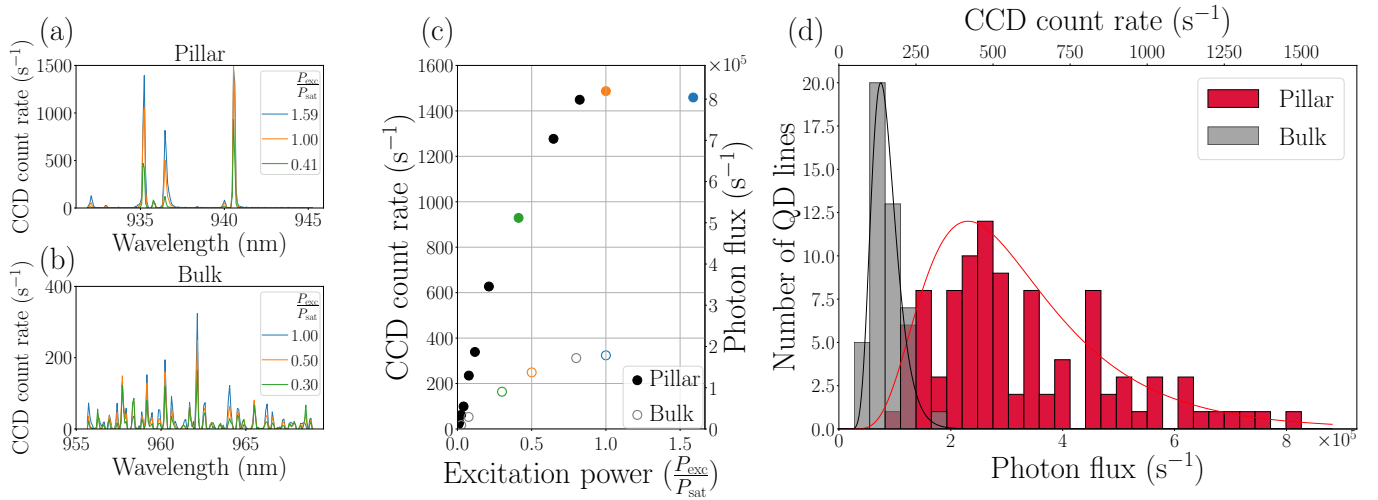 (a)
Pillar
CCD count rate (s⁻¹)
1500
1000
500
0
935
940
945
Wavelength (nm)
P_exc/P_sat
1.59
1.00
0.41
(b)
Bulk
CCD count rate (s⁻¹)
400
200
0
955
960
965
Wavelength (nm)
P_exc/P_sat
1.00
0.50
0.30
(c)
CCD count rate (s⁻¹)
1600
1400
1200
1000
800
600
400
200
0
0.0
0.5
1.0
1.5
Excitation power (P_exc/P_sat)
×10⁵
8
7
6
5
4
3
2
1
0
Photon flux (s⁻¹)
Pillar
Bulk
(d)
CCD count rate (s⁻¹)
0
250
500
750
1000
1250
1500
Number of QD lines
20.0
17.5
15.0
12.5
10.0
7.5
5.0
2.5
0.0
0
2
4
6
8
×10⁵
Photon flux (s⁻¹)
Pillar
Bulk